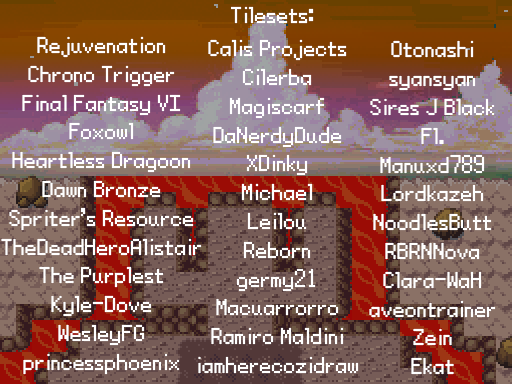 Tilesets:
Rejuvenation
Chrono Trigger
Final Fantasy VI
Foxowl
Heartless Dragoon
Dawn Bronze
Spriter's Resource
TheDeadHeroAlistair
The Purplest
Kyle-Dove
WesleyFG
princessphoenix
Calis Projects
Cilerba
Magiscarf
DaNerdyDude
XDinky
Michael
Leilou
Reborn
germy21
Macuarrorro
Ramiro Maldini
iamherecozidraw
Otonashi
syansyan
Sires J Black
Fl.
Manuxd789
Lordkazeh
NoodlesButt
RBRNNova
Clara-WaH
aveontrainer
Zein
Ekat